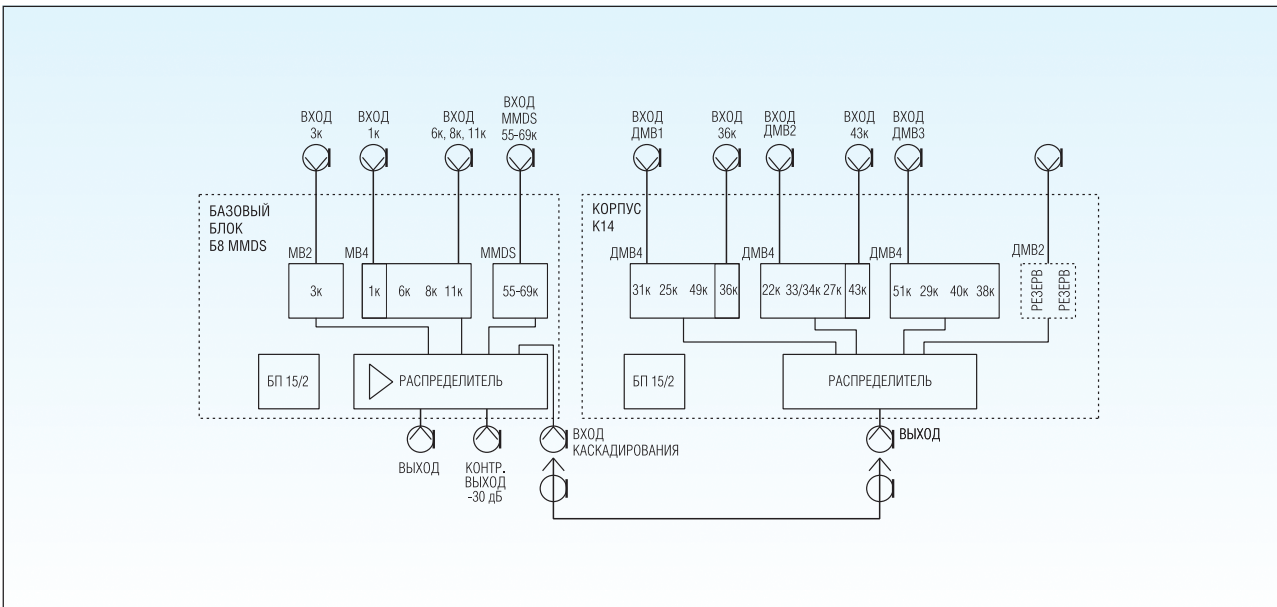 ВХОД
3к
ВХОД
1к
ВХОД
6к, 8к, 11к
ВХОД
MMDS
55-69к
ВХОД
ДМВ1
ВХОД
36к
ВХОД
ДМВ2
ВХОД
43к
ВХОД
ДМВ3
БАЗОВЫЙ
БЛОК
Б8 MMDS
МВ2
МВ4
MMDS
3к
1к 6к 8к 11к
55-69к
БП 15/2
РАСПРЕДЕЛИТЕЛЬ
ВЫХОД
КОНТР.
ВЫХОД
-30 дБ
ВХОД
КАСКАДИРОВАНИЯ
КОРПУС
К14
ДМВ4
ДМВ4
ДМВ4
ДМВ2
31к 25к 49к 36к
22к 33/34к 27к 43к
51к 29к 40к 38к
РЕЗЕРВ
РЕЗЕРВ
БП 15/2
РАСПРЕДЕЛИТЕЛЬ
ВЫХОД